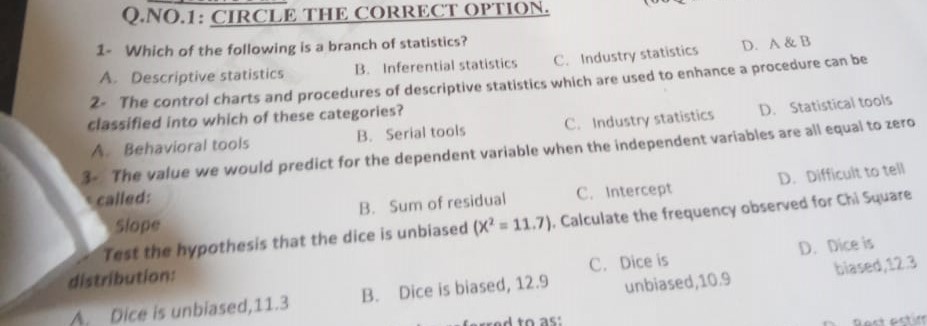 Q.NO.1: CIRCLE THE CORRECT OPTION.
1- Which of the following is a branch of statistics?
A. Descriptive statistics B. Inferential statistics C. Industry statistics D. A & B
2- The control charts and procedures of descriptive statistics which are used to enhance a procedure can be
classified into which of these categories?
A. Behavioral tools B. Serial tools C. Industry statistics D. Statistical tools
3- The value we would predict for the dependent variable when the independent variables are all equal to zero
called:
Slope B. Sum of residual C. Intercept D. Difficult to tell
Test the hypothesis that the dice is unbiased (X² = 11.7). Calculate the frequency observed for Chi Square
distribution:
A. Dice is unbiased,11.3 B. Dice is biased, 12.9 C. Dice is unbiased,10.9 D. Dice is biased,12.3
to as: